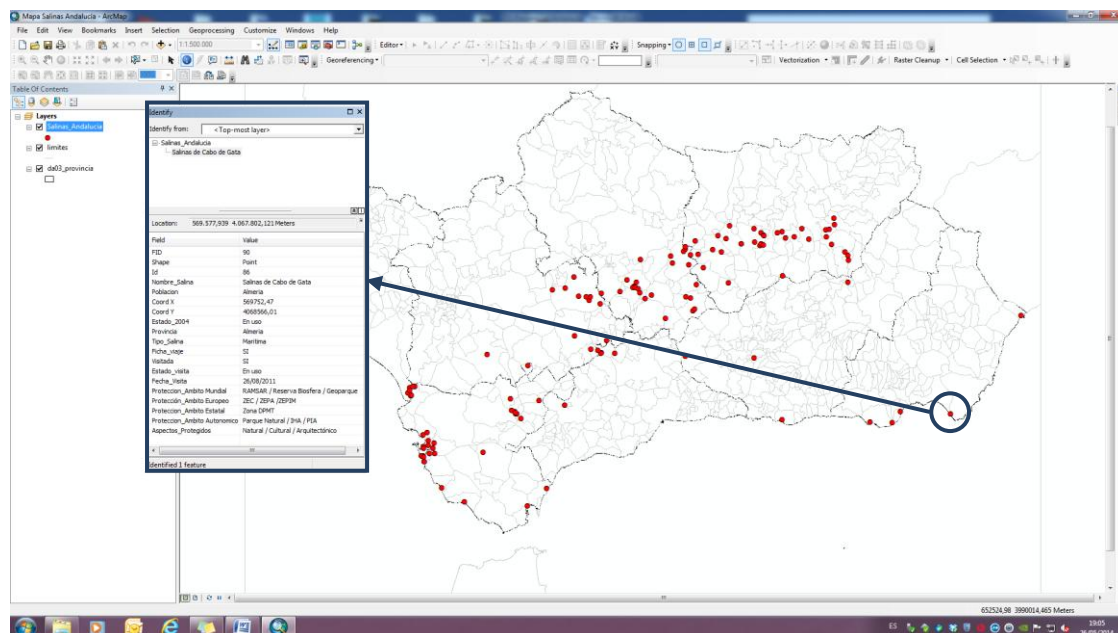 Mapa Salinas Andalucia - ArcMap
File Edit View Bookmarks Insert Selection Geoprocessing Customize Windows Help
1:1.500.000 Editor Snapping
Georeferencing Vectorization Raster Cleanup Cell Selection
Table Of Contents
Layers
Salinas_Andalucia
limites
da03_provincia
Identify
Identify from: <Top-most layer>
Salinas_Andalucia
Salinas de Cabo de Gata
Location: 569.577,939 4.067.802,121 Meters
Field Value
FID 90
Shape Point
Id 86
Nombre_Salina Salinas de Cabo de Gata
Poblacion Almeria
Coord X 569752,47
Coord Y 4068566,01
Estado_2004 En uso
Provincia Almeria
Tipo_Salina Maritima
Ficha_viaje SI
Visitada SI
Estado_visita En uso
Fecha_Visita 26/08/2011
Proteccion_Ambito Mundial RAMSAR / Reserva Biosfera / Geoparque
Protección_Ambito Europeo ZEC / ZEPA /ZEPIM
Proteccion_Ambito Estatal Zona DPMT
Proteccion_Ambito Autonomico Parque Natural / IHA / PIA
Aspectos_Protegidos Natural / Cultural / Arquitectónico
Identified 1 feature
652524,98 3990014,465 Meters
ES 19:05